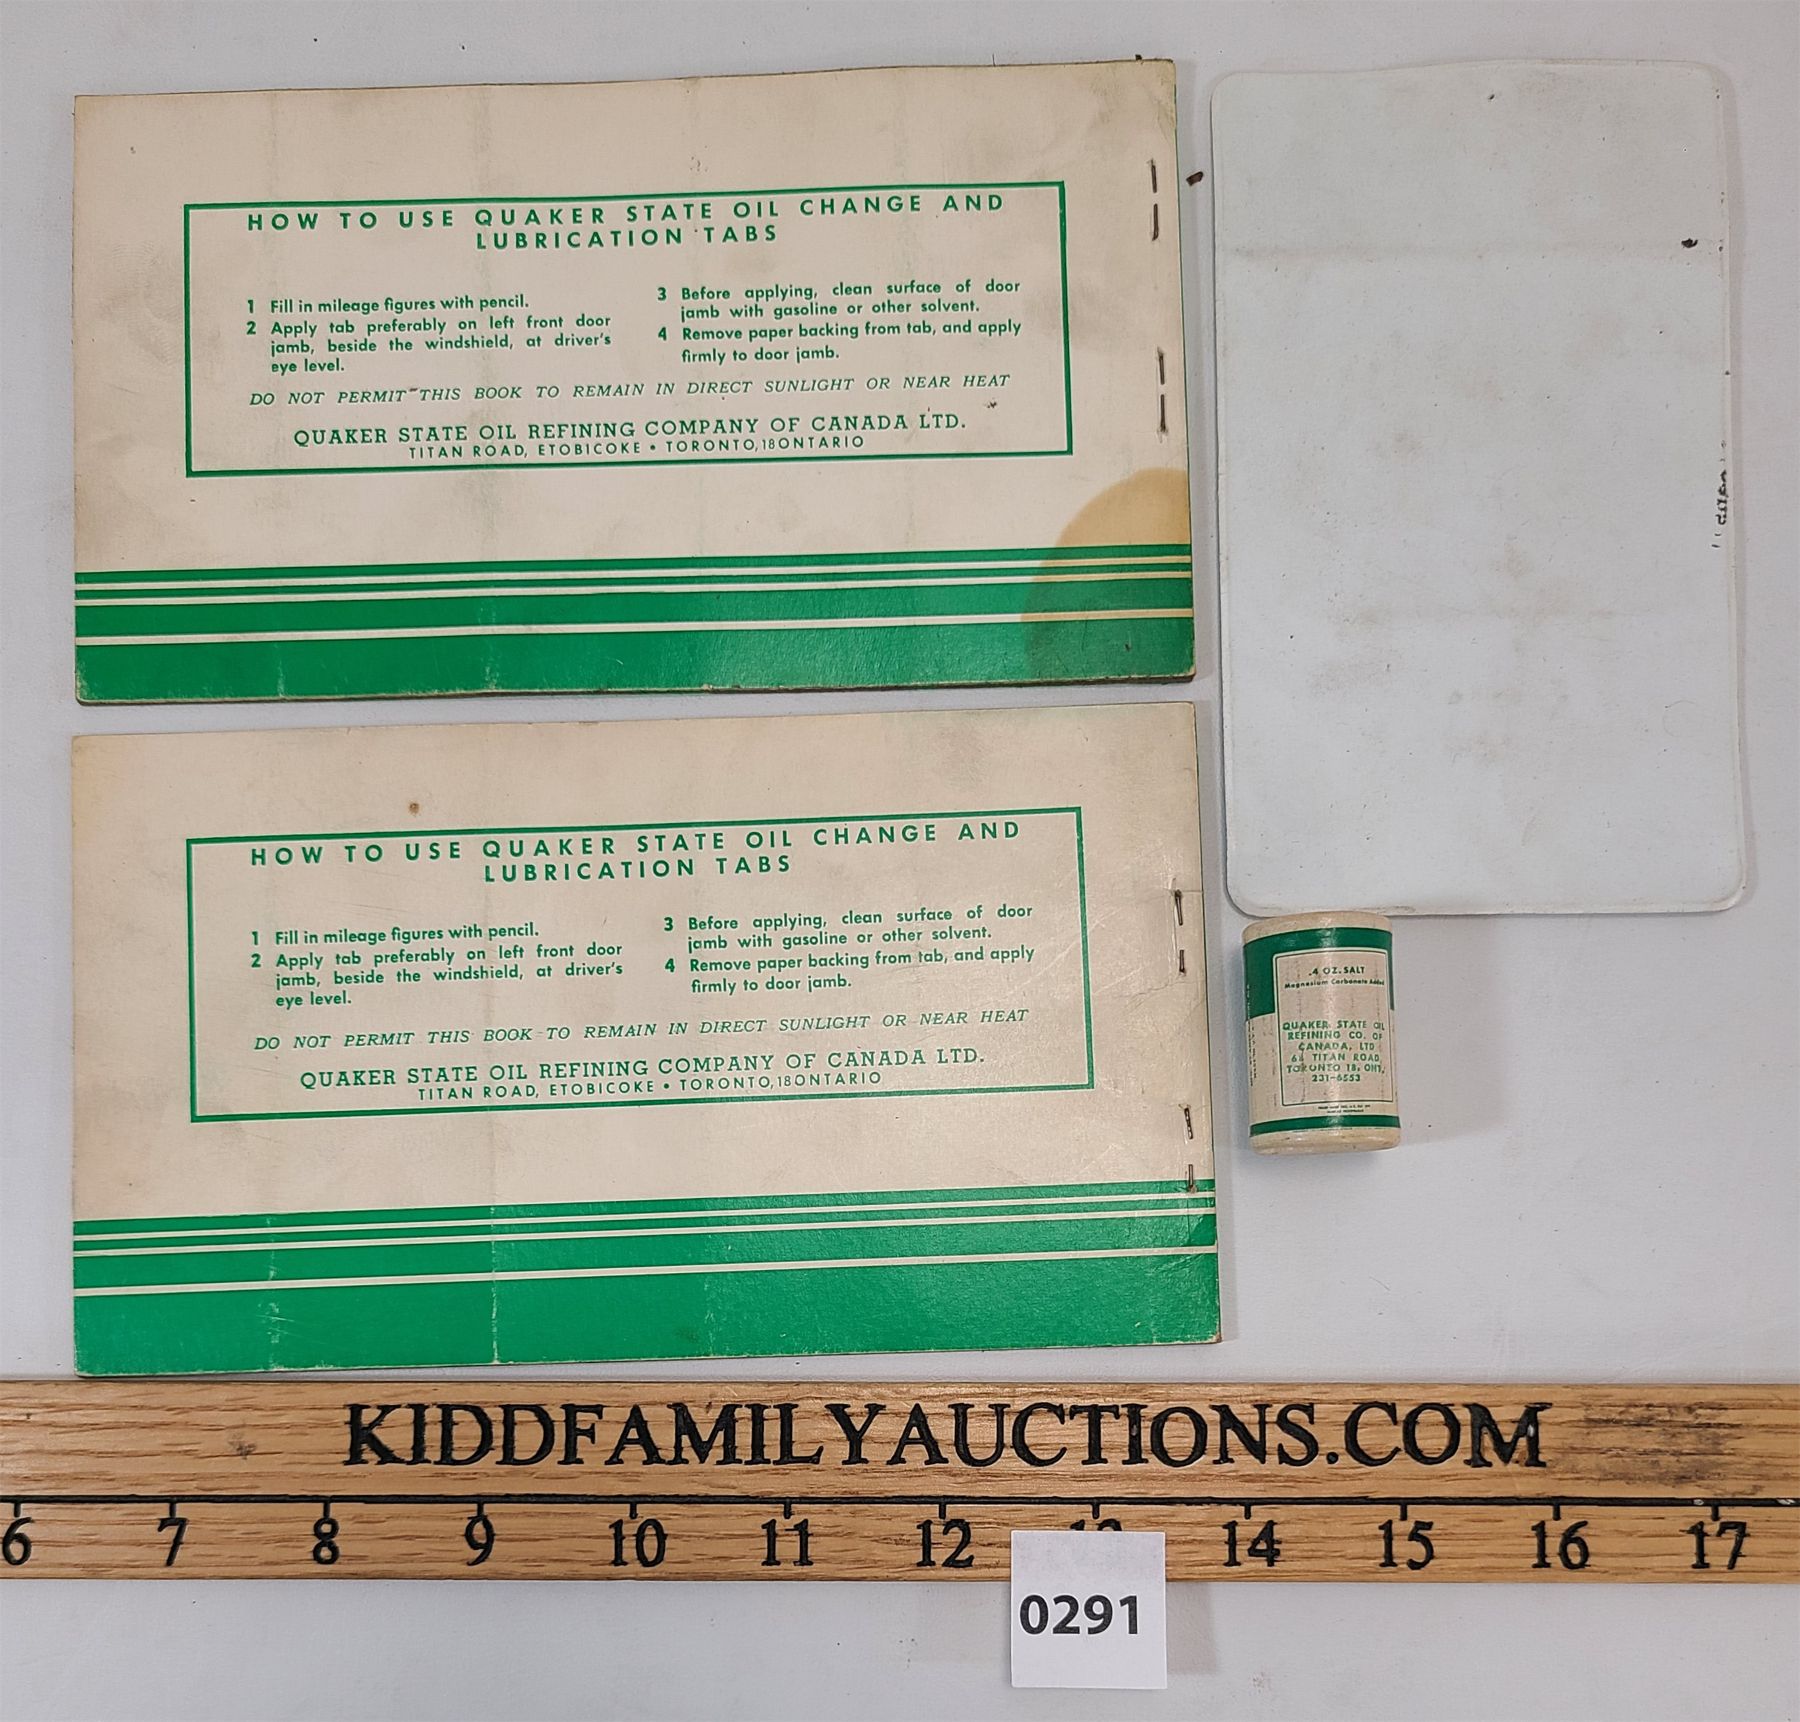 HOW TO USE QUAKER STATE OIL CHANGE AND
LUBRICATION TABS
1 Fill in mileage figures with pencil.
2 Apply tab preferably on left front door
jamb, beside the windshield, at driver's
eye level.
3 Before applying, clean surface of door
jamb with gasoline or other solvent.
4 Remove paper backing from tab, and apply
firmly to door jamb.
DO NOT PERMIT THIS BOOK TO REMAIN IN DIRECT SUNLIGHT OR NEAR HEAT
QUAKER STATE OIL REFINING COMPANY OF CANADA LTD.
TITAN ROAD, ETOBICOKE • TORONTO, 18 ONTARIO
HOW TO USE QUAKER STATE OIL CHANGE AND
LUBRICATION TABS
1 Fill in mileage figures with pencil.
2 Apply tab preferably on left front door
jamb, beside the windshield, at driver's
eye level.
3 Before applying, clean surface of door
jamb with gasoline or other solvent.
4 Remove paper backing from tab, and apply
firmly to door jamb.
DO NOT PERMIT THIS BOOK TO REMAIN IN DIRECT SUNLIGHT OR NEAR HEAT
QUAKER STATE OIL REFINING COMPANY OF CANADA LTD.
TITAN ROAD, ETOBICOKE • TORONTO, 18 ONTARIO
.4 OZ. SALT
Magnesium Carbonate Added
QUAKER STATE OIL
REFINING CO. OF
CANADA, LTD
TITAN ROAD,
TORONTO 18, ONT.
231-6553
KIDDFAMILYAUCTIONS.COM
6 7 8 9 10 11 12 13 14 15 16 17
0291